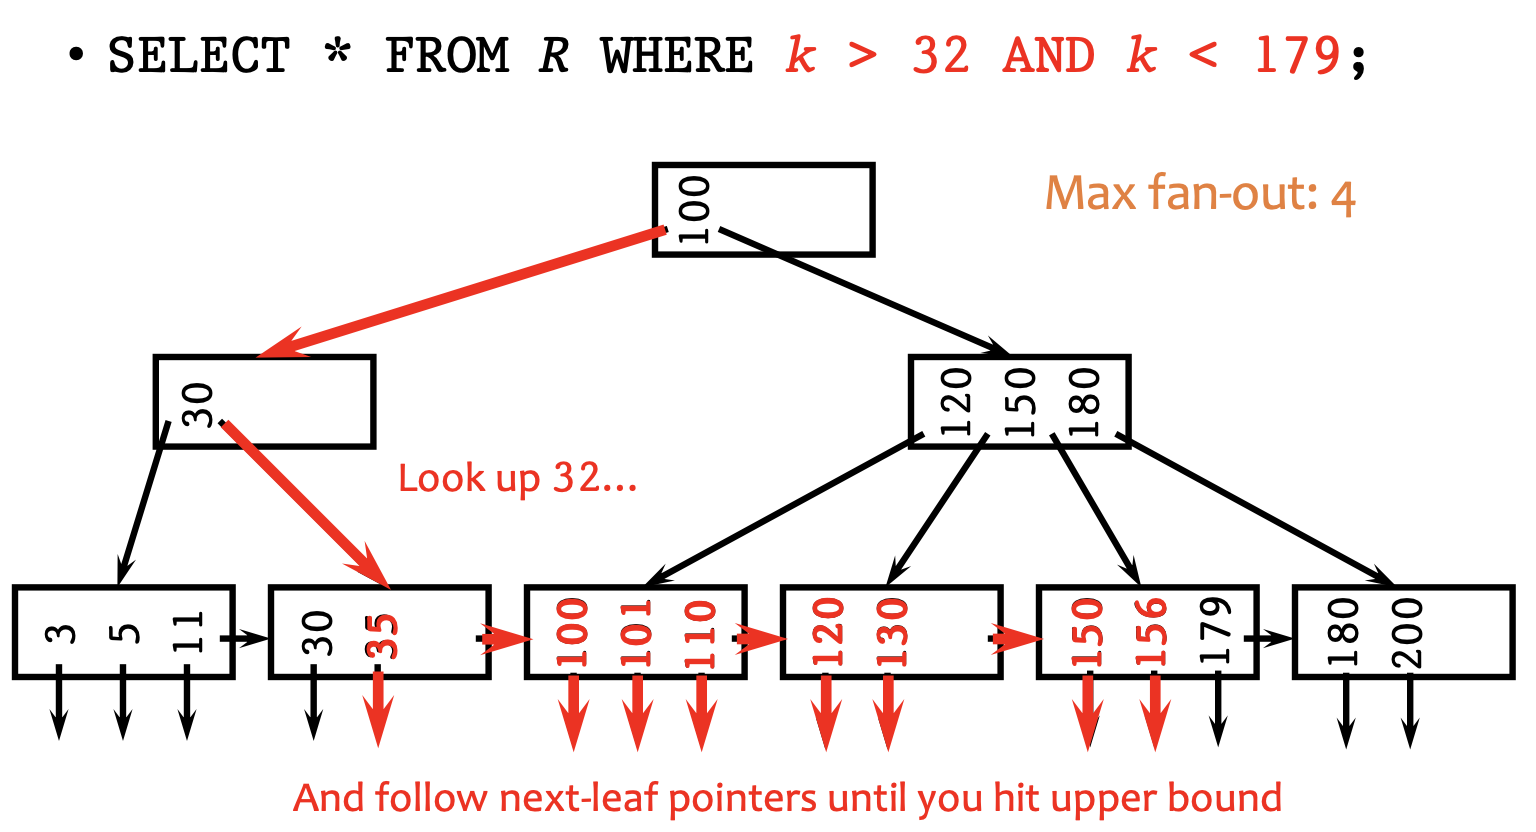 • SELECT * FROM R WHERE k > 32 AND k < 179;
Max fan-out: 4
100
30
120 150 180
Look up 32...
3 5 11
30 35
100 101 110
120 130
150 156 179
180 200
And follow next-leaf pointers until you hit upper bound